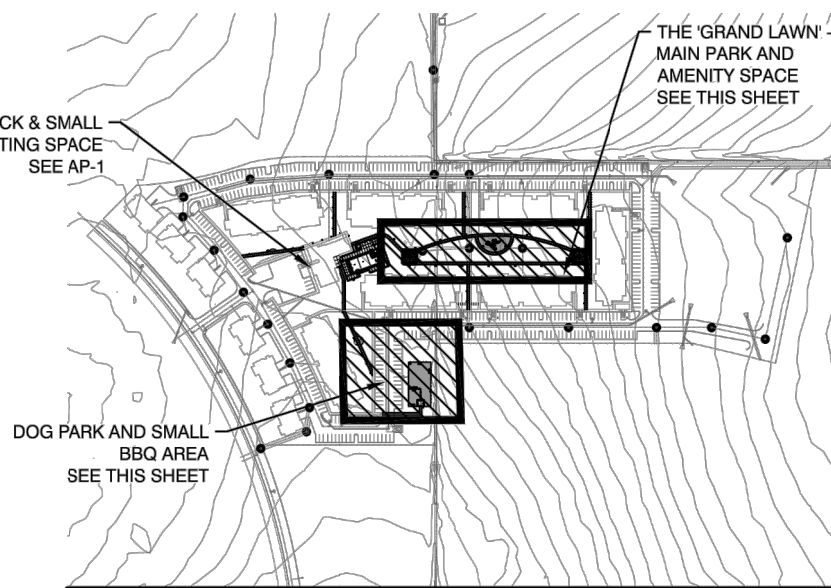 THE 'GRAND LAWN' -
MAIN PARK AND
AMENITY SPACE
SEE THIS SHEET
CK & SMALL
TING SPACE
SEE AP-1
DOG PARK AND SMALL
BBQ AREA
SEE THIS SHEET